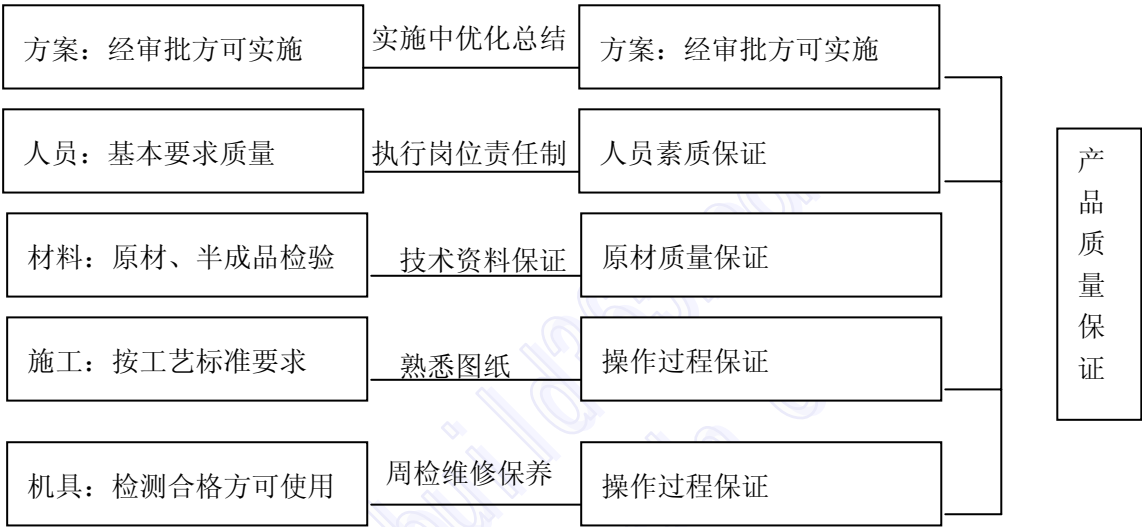 方案：经审批方可实施
实施中优化总结
方案：经审批方可实施
人员：基本要求质量
执行岗位责任制
人员素质保证
材料：原材、半成品检验
技术资料保证
原材质量保证
施工：按工艺标准要求
熟悉图纸
操作过程保证
机具：检测合格方可使用
周检维修保养
操作过程保证
产品质量保证